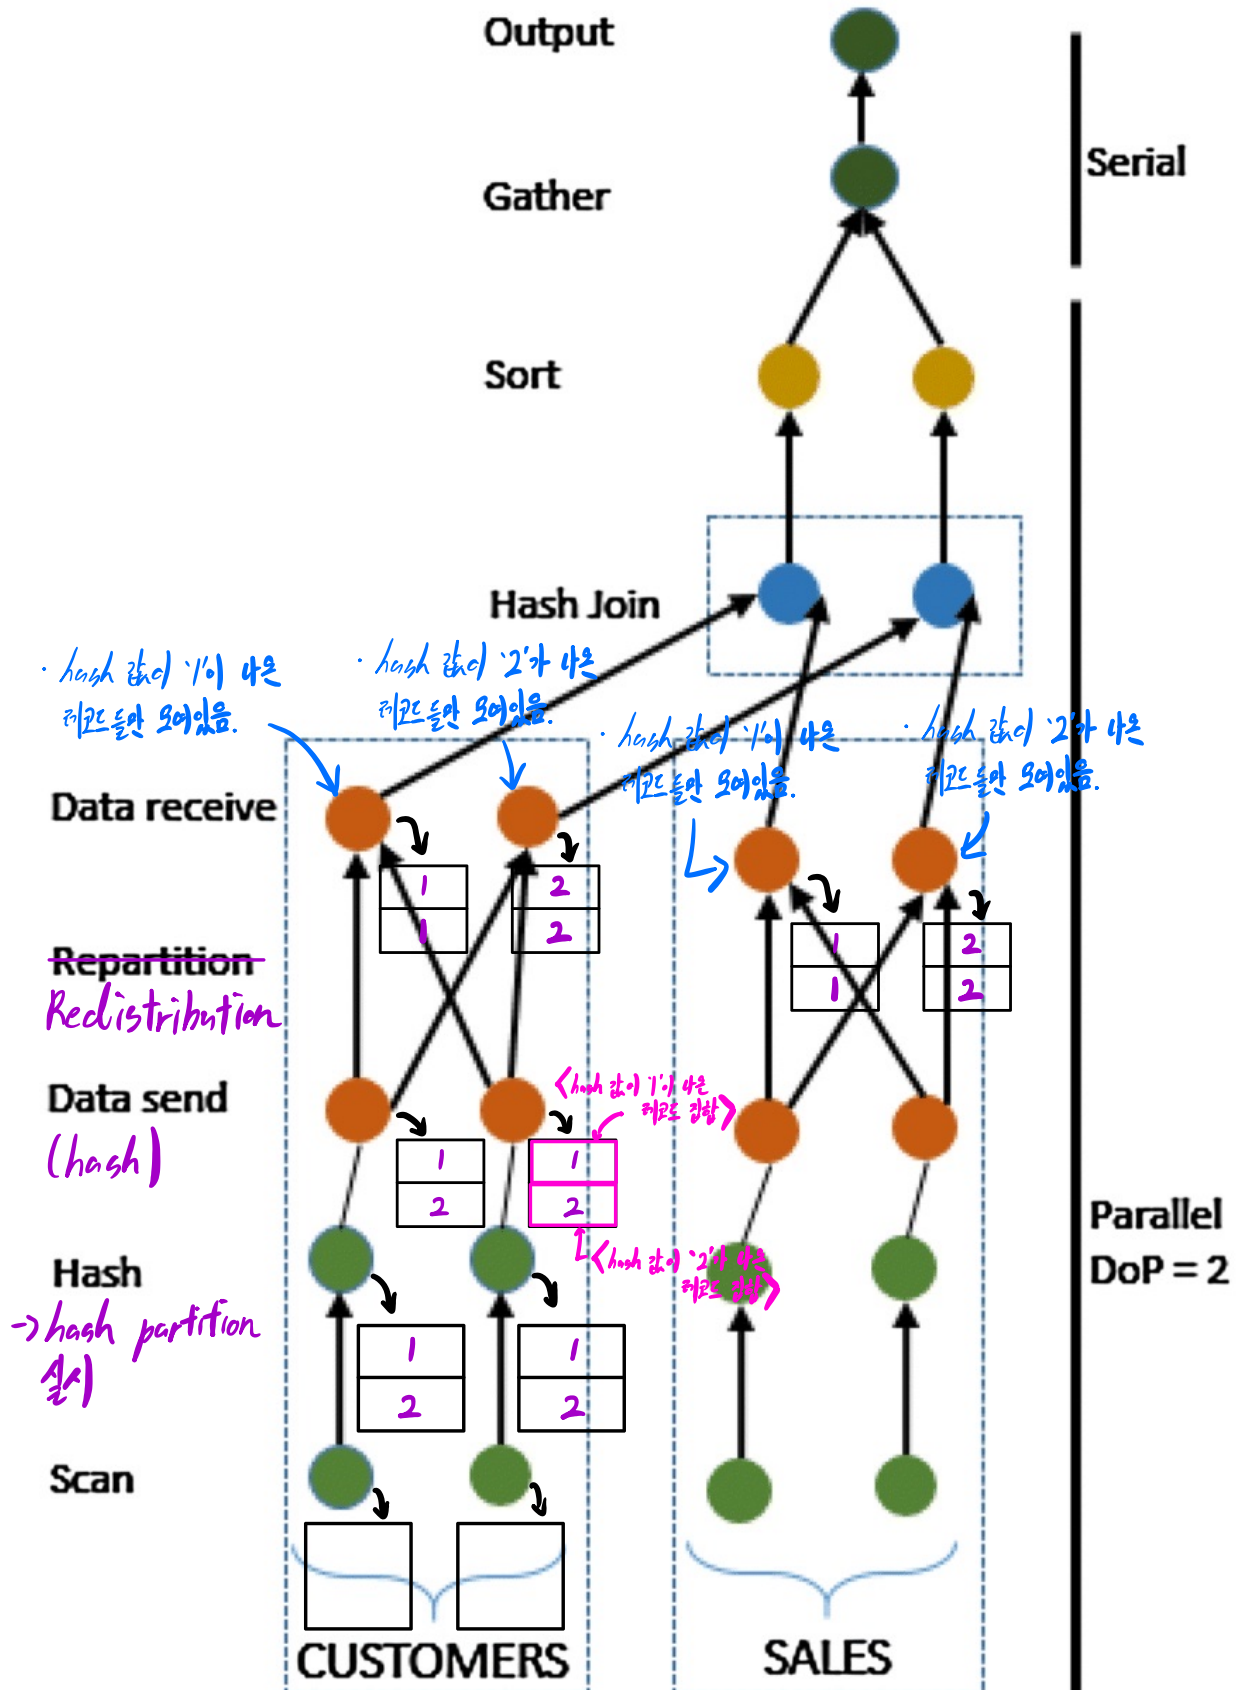 Output
Serial
Gather
Sort
Hash Join
· hash 값이 '1'이 나온
레코드들만 모여있음.
· hash 값이 '2'가 나온
레코드들만 모여있음.
· hash 값이 '1'이 나온
레코드들만 모여있음.
· hash 값이 '2'가 나온
레코드들만 모여있음.
Data receive
1
1
2
2
1
1
2
2
Repartition
Redistribution
Data send
(hash)
<hash 값이 '1'이 나온
레코드 집합>
1
2
1
2
<hash 값이 '2'가 나온
레코드 집합>
Parallel
DoP = 2
Hash
→ hash partition
실시
1
2
1
2
Scan
CUSTOMERS
SALES